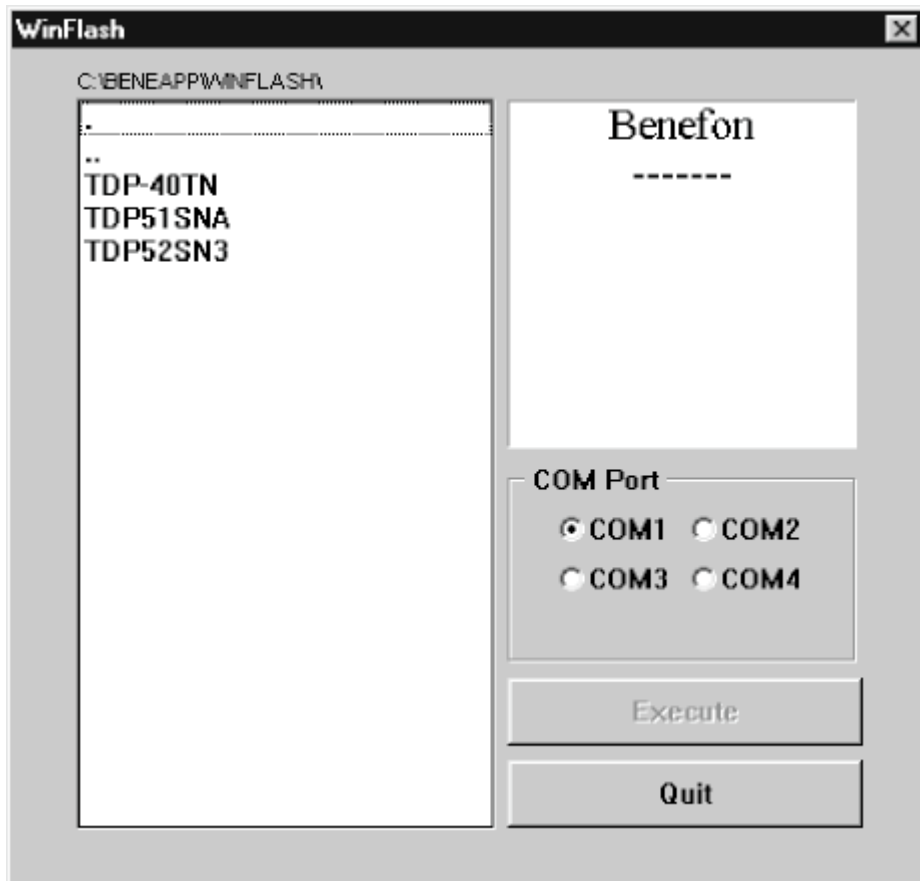 WinFlash
C:\BENEAPP\WINFLASH\
.
..
TDP-40TN
TDP51SNA
TDP52SN3
Benefon
-------
COM Port
COM1 COM2
COM3 COM4
Execute
Quit